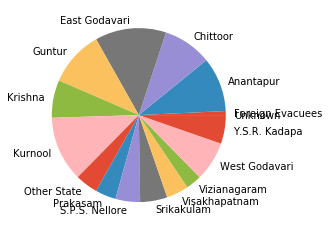 East Godavari
Chittoor
Guntur
Anantapur
Krishna
Foreign Evacuees
Unknown
Y.S.R. Kadapa
Kurnool
West Godavari
Other State
Vizianagaram
Prakasam
Visakhapatnam
S.P.S. Nellore
Srikakulam